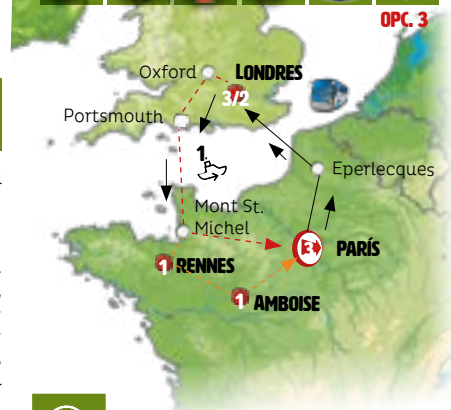 OPC. 3
Oxford
LONDRES
3/2
Portsmouth
1
Eperlecques
Mont St.
Michel
3
PARÍS
1 RENNES
1 AMBOISE